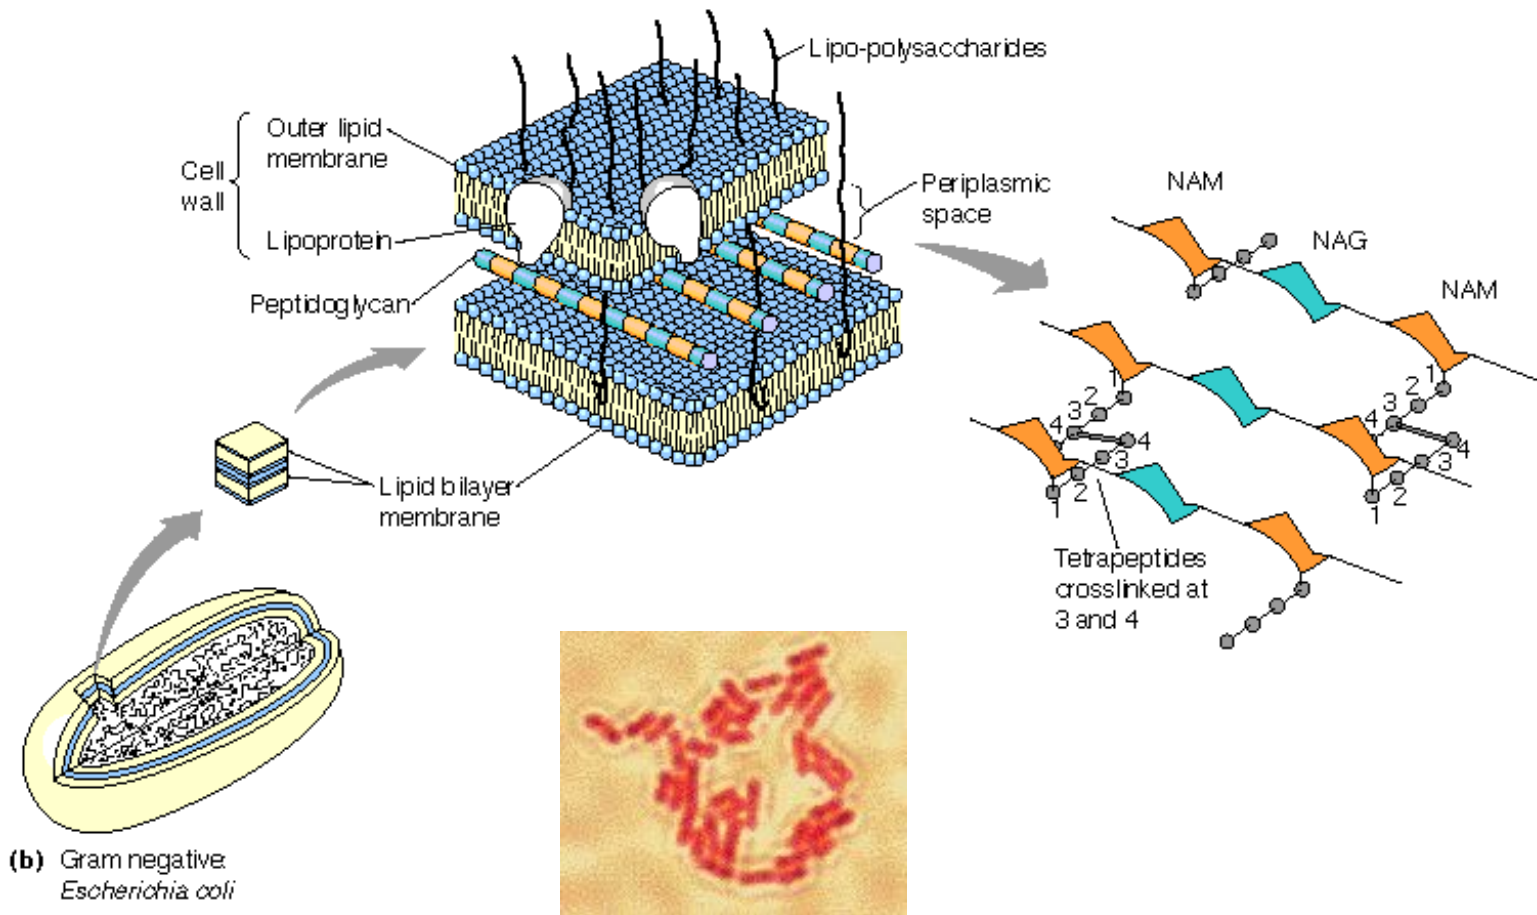 Lipo-polysaccharides
Outer lipid
membrane
Cell
wall
Lipoprotein
Peptidoglycan
Periplasmic
space
NAM
NAG
NAM
1
2
3
4
4
3
2
1
1
2
3
4
4
3
2
1
Tetrapeptides
crosslinked at
3 and 4
Lipid bilayer
membrane
(b) Gram negative:
Escherichia coli